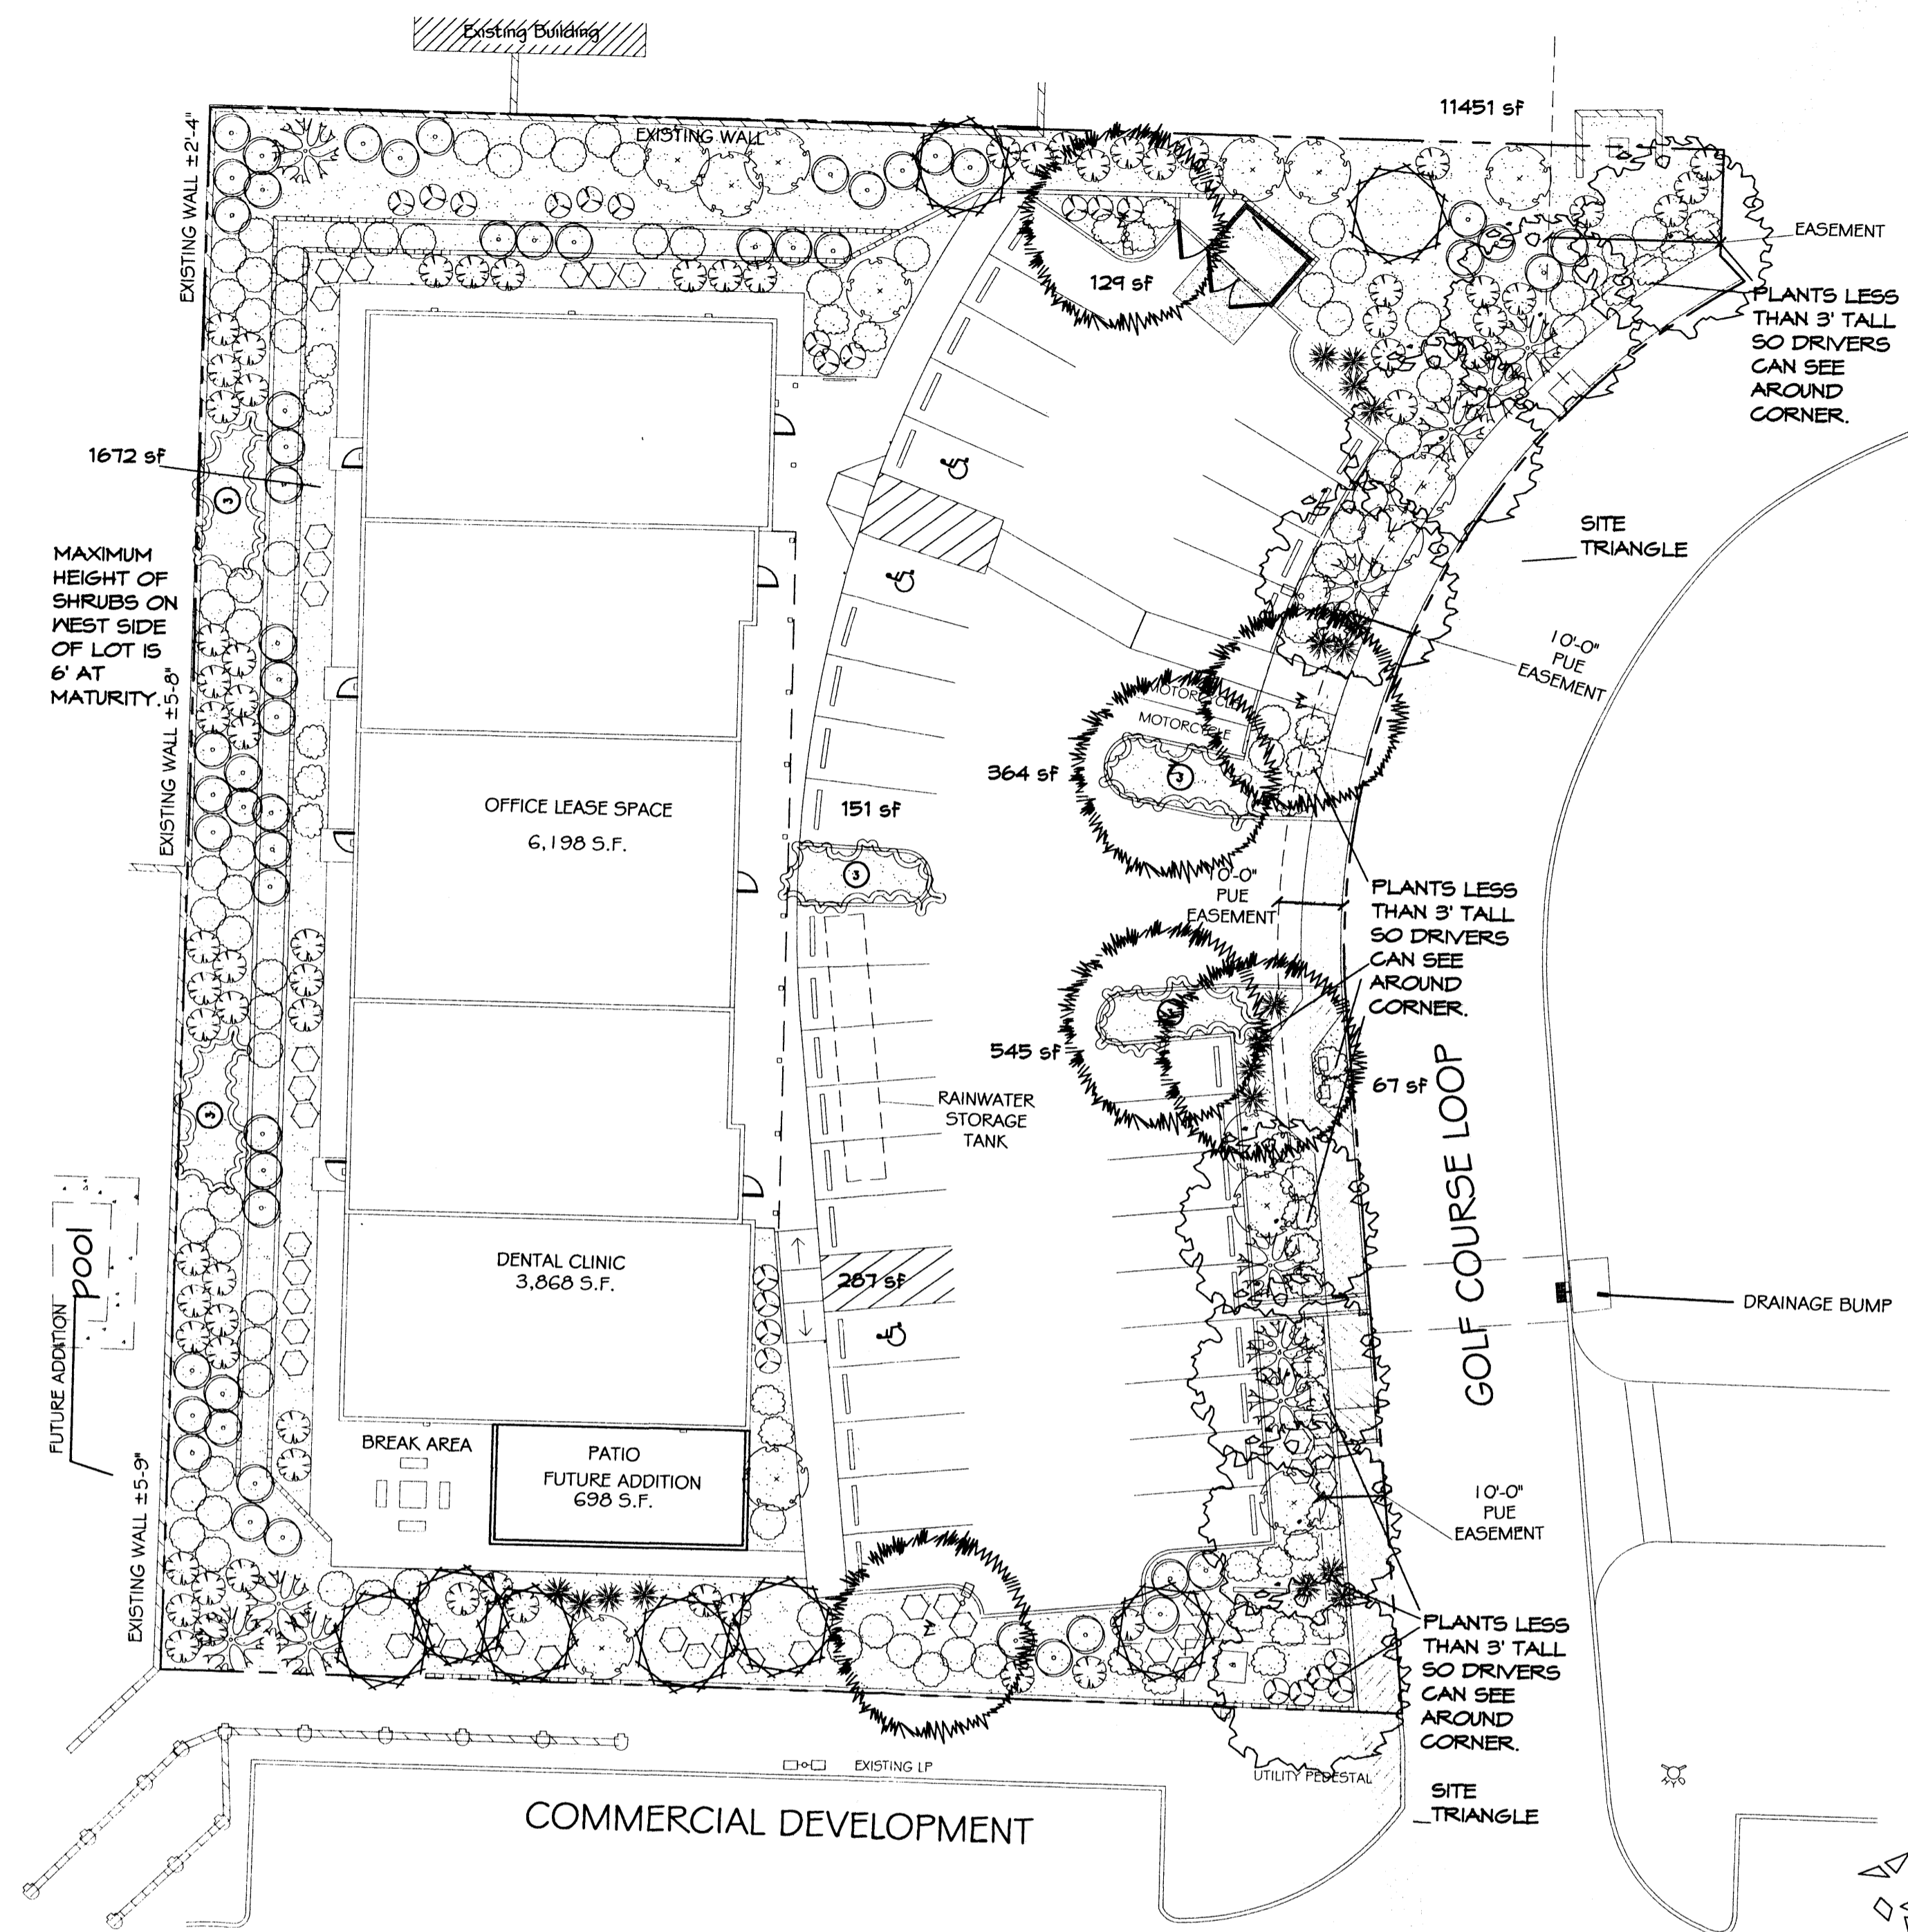 Existing Building
11451 sf
EXISTING WALL
EXISTING WALL ±2'-4"
EASEMENT
129 sf
PLANTS LESS
THAN 3' TALL
SO DRIVERS
CAN SEE
AROUND
CORNER.
1672 sf
3
SITE
TRIANGLE
MAXIMUM
HEIGHT OF
SHRUBS ON
WEST SIDE
OF LOT IS
6' AT
MATURITY.
EXISTING WALL ±5-8"
10'-0"
PUE
EASEMENT
MOTORCYCLE
MOTORCYCLE
364 sf
3
OFFICE LEASE SPACE
6,198 S.F.
151 sf
3
0'-0"
PUE
EASEMENT
PLANTS LESS
THAN 3' TALL
SO DRIVERS
CAN SEE
AROUND
CORNER.
545 sf
67 sf
3
RAINWATER
STORAGE
TANK
GOLF COURSE LOOP
pool
FUTURE ADDITION
DENTAL CLINIC
3,868 S.F.
287 sf
DRAINAGE BUMP
EXISTING WALL ±5-9"
BREAK AREA
PATIO
FUTURE ADDITION
698 S.F.
10'-0"
PUE
EASEMENT
PLANTS LESS
THAN 3' TALL
SO DRIVERS
CAN SEE
AROUND
CORNER.
EXISTING LP
UTILITY PEDESTAL
SITE
TRIANGLE
COMMERCIAL DEVELOPMENT